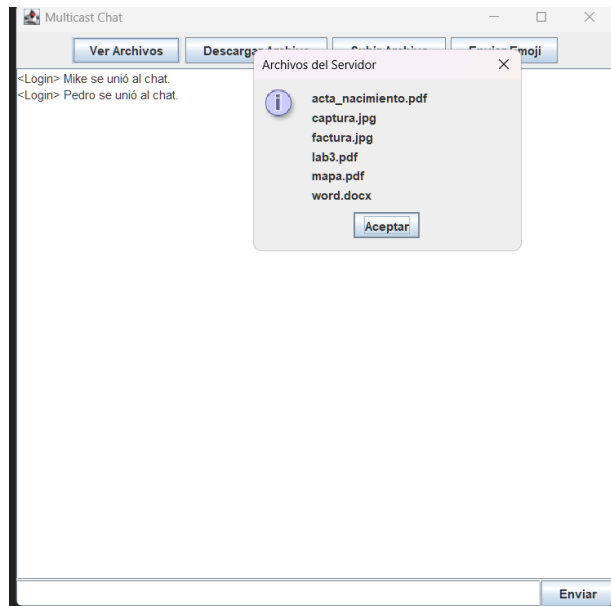 Multicast Chat
Ver Archivos
<Login> Mike se unió al chat.
<Login> Pedro se unió al chat.
Archivos del Servidor
acta_nacimiento.pdf
captura.jpg
factura.jpg
lab3.pdf
mapa.pdf
word.docx
Aceptar
Enviar